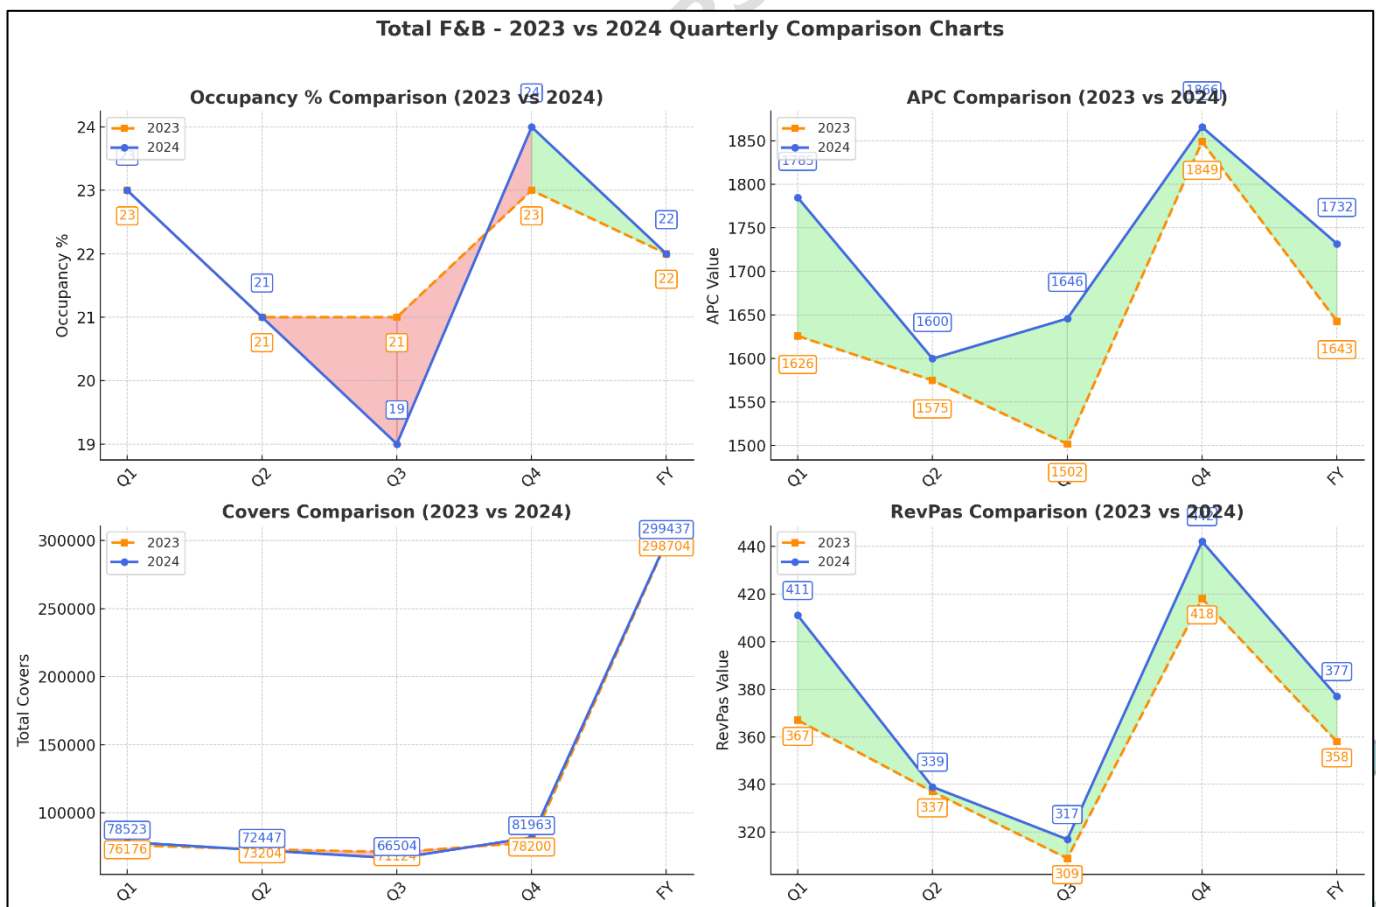 Total F&B - 2023 vs 2024 Quarterly Comparison Charts
Occupancy % Comparison (2023 vs 2024)
24
2023
2024
24
23
22
21
20
19
Occupancy %
23
23
21
21
21
19
24
23
22
22
Q1
Q2
Q3
Q4
FY
APC Comparison (2023 vs 2024)
1866
2023
2024
1850
1800
1750
1700
1650
1600
1550
1500
APC Value
1785
1626
1600
1575
1646
1502
1849
1732
1643
Q1
Q2
Q3
Q4
FY
Covers Comparison (2023 vs 2024)
2023
2024
300000
250000
200000
150000
100000
Total Covers
78523
76176
72447
73204
66504
71124
81963
78200
299437
298704
Q1
Q2
Q3
Q4
FY
RevPas Comparison (2023 vs 2024)
442
2023
2024
440
420
400
380
360
340
320
RevPas Value
411
367
339
337
317
309
418
377
358
Q1
Q2
Q3
Q4
FY